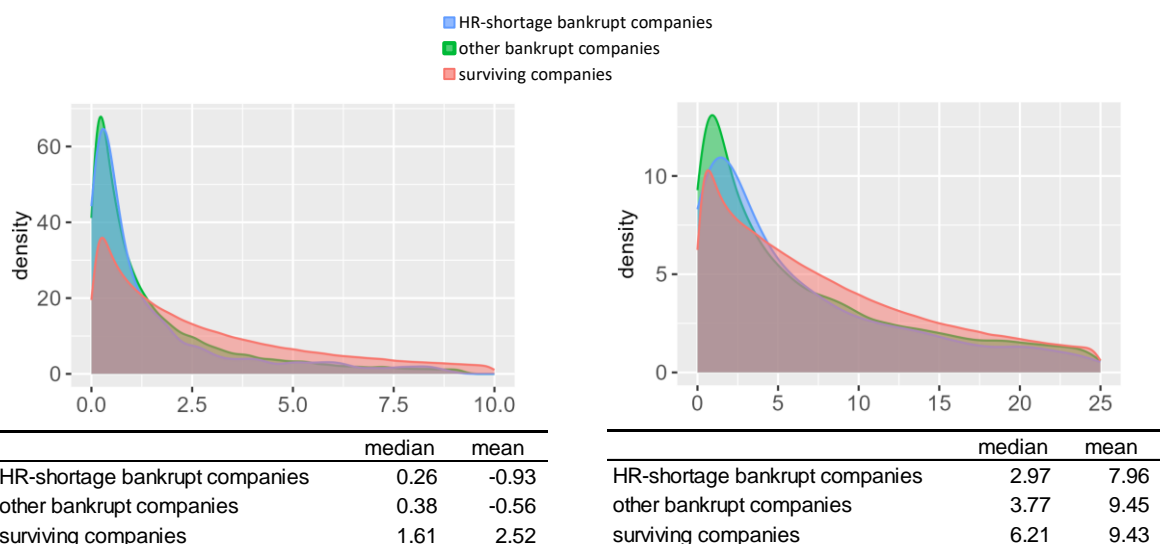 HR-shortage bankrupt companies
other bankrupt companies
surviving companies
density
60
40
20
0
0.0 2.5 5.0 7.5 10.0
median mean
HR-shortage bankrupt companies 0.26 -0.93
other bankrupt companies 0.38 -0.56
surviving companies 1.61 2.52
density
10
5
0
0 5 10 15 20 25
median mean
HR-shortage bankrupt companies 2.97 7.96
other bankrupt companies 3.77 9.45
surviving companies 6.21 9.43